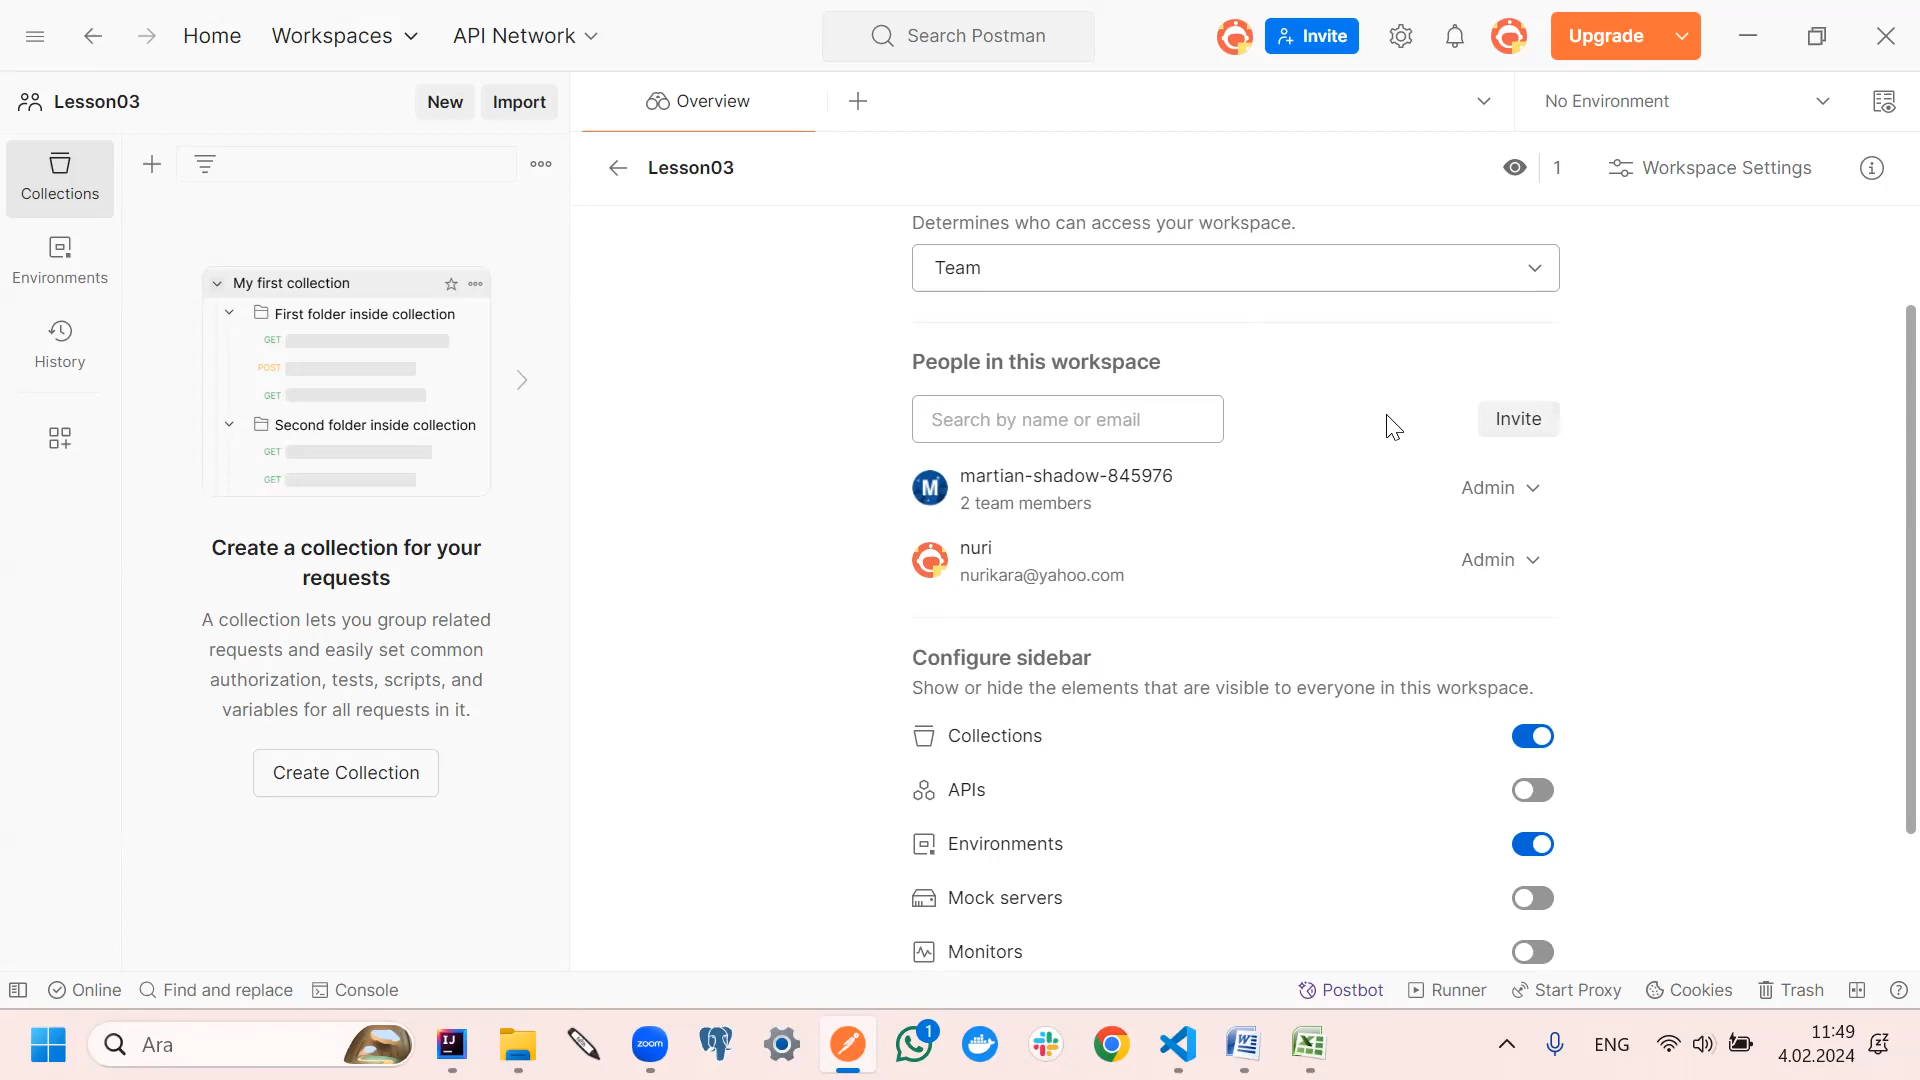 Home
Workspaces
API Network
Search Postman
Invite
Upgrade
Lesson03
New
Import
Overview
No Environment
Collections
Environments
History
My first collection
First folder inside collection
GET
POST
GET
Second folder inside collection
GET
GET
Create a collection for your
requests
A collection lets you group related
requests and easily set common
authorization, tests, scripts, and
variables for all requests in it.
Create Collection
Lesson03
1
Workspace Settings
Determines who can access your workspace.
Team
People in this workspace
Search by name or email
Invite
M
martian-shadow-845976
2 team members
Admin
nuri
nurikara@yahoo.com
Admin
Configure sidebar
Show or hide the elements that are visible to everyone in this workspace.
Collections
APIs
Environments
Mock servers
Monitors
Online
Find and replace
Console
Postbot
Runner
Start Proxy
Cookies
Trash
Ara
IJ
zoom
1
ENG
11:49
4.02.2024